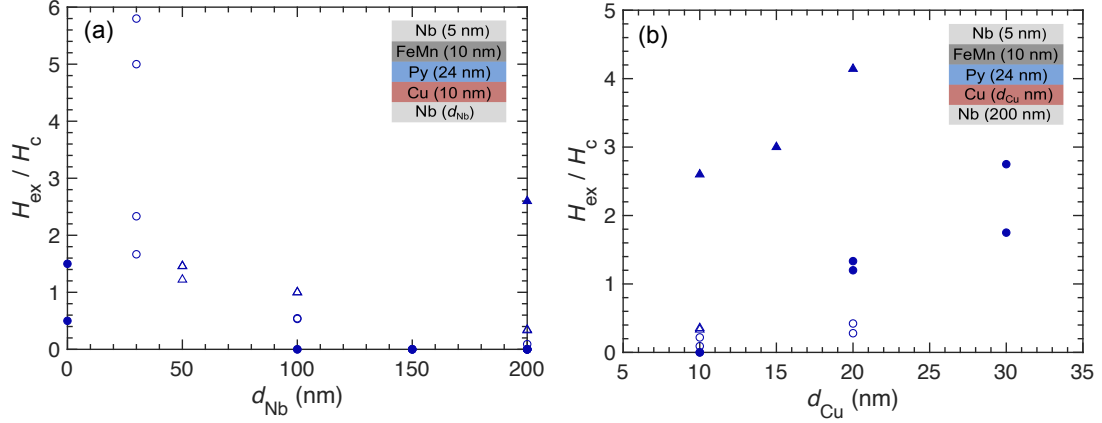 (a)
Nb (5 nm)
FeMn (10 nm)
Py (24 nm)
Cu (10 nm)
Nb (dNb)
6
5
4
3
2
1
0
Hex / Hc
0 50 100 150 200
dNb (nm)
(b)
Nb (5 nm)
FeMn (10 nm)
Py (24 nm)
Cu (dCu nm)
Nb (200 nm)
5
4
3
2
1
0
Hex / Hc
5 10 15 20 25 30 35
dCu (nm)